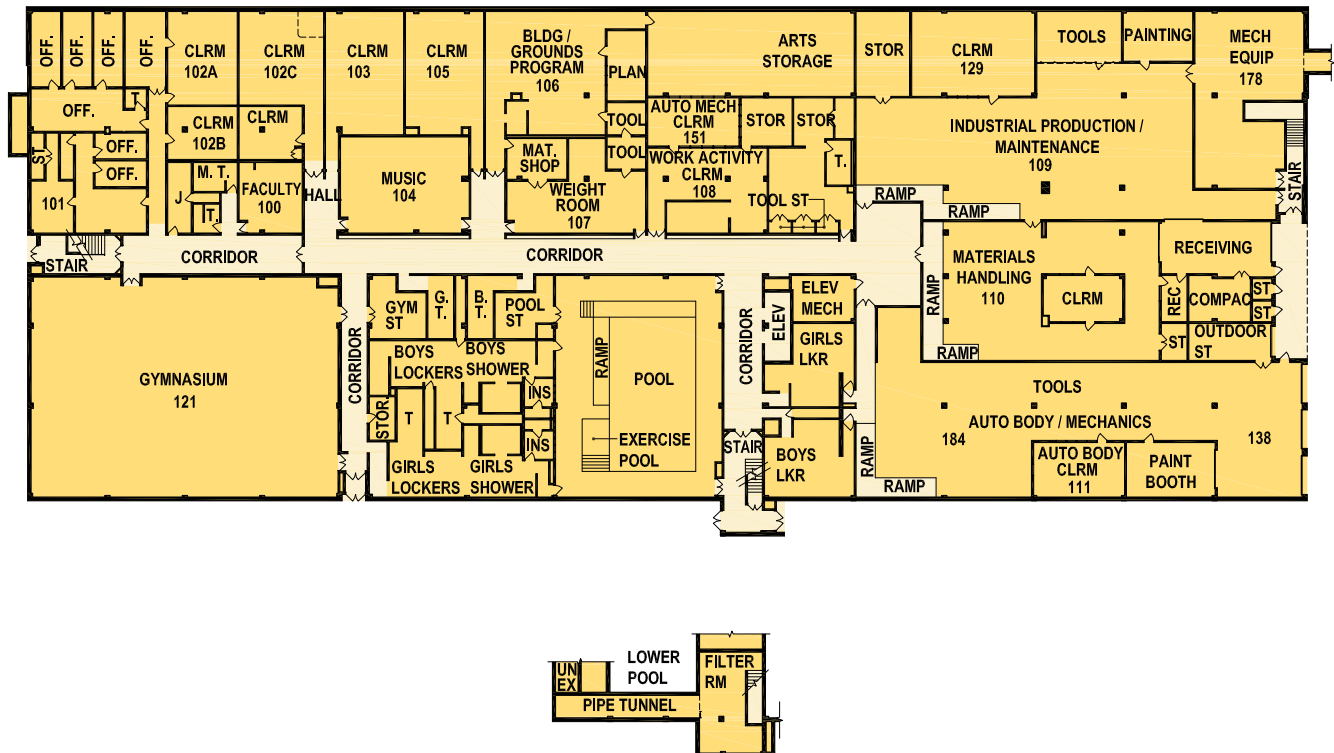 OFF.
OFF.
OFF.
OFF.
CLRM
102A
CLRM
102C
CLRM
103
CLRM
105
BLDG /
GROUNDS
PROGRAM
106
PLAN
ARTS
STORAGE
STOR
CLRM
129
TOOLS
PAINTING
MECH
EQUIP
178
OFF.
T.
CLRM
102B
CLRM
TOOL
AUTO MECH
CLRM
151
STOR
STOR
INDUSTRIAL PRODUCTION /
MAINTENANCE
109
ST
OFF.
OFF.
MAT.
SHOP
TOOL
WORK ACTIVITY
CLRM
108
T.
STAIR
101
J
M. T.
T.
FACULTY
100
HALL
MUSIC
104
WEIGHT
ROOM
107
TOOL ST
RAMP
RAMP
STAIR
CORRIDOR
CORRIDOR
RAMP
MATERIALS
HANDLING
110
CLRM
RECEIVING
REC
COMPAC
ST
ST
ST
OUTDOOR
ST
RAMP
GYMNASIUM
121
CORRIDOR
GYM
ST
G.
T.
B.
T.
POOL
ST
BOYS
LOCKERS
BOYS
SHOWER
RAMP
POOL
CORRIDOR
ELEV
ELEV
MECH
GIRLS
LKR
INS
STOR.
T
T
INS
EXERCISE
POOL
GIRLS
LOCKERS
GIRLS
SHOWER
STAIR
BOYS
LKR
RAMP
RAMP
TOOLS
AUTO BODY / MECHANICS
184
138
AUTO BODY
CLRM
111
PAINT
BOOTH
UN
EX
LOWER
POOL
FILTER
RM
PIPE TUNNEL